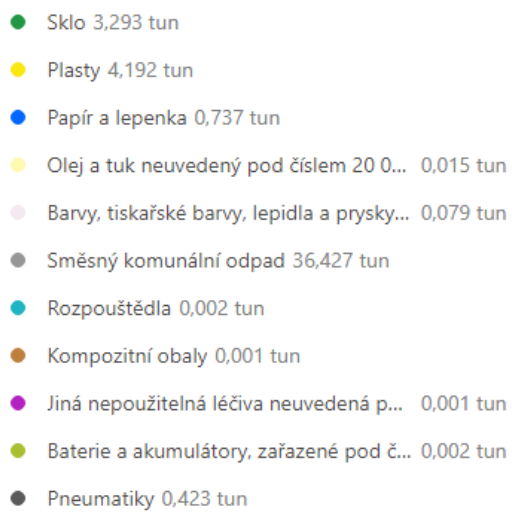 Sklo 3,293 tun
Plasty 4,192 tun
Papír a lepenka 0,737 tun
Olej a tuk neuvedený pod číslem 20 0... 0,015 tun
Barvy, tiskařské barvy, lepidla a prysky... 0,079 tun
Směsný komunální odpad 36,427 tun
Rozpouštědla 0,002 tun
Kompozitní obaly 0,001 tun
Jiná nepoužitelná léčiva neuvedená p... 0,001 tun
Baterie a akumulátory, zařazené pod č... 0,002 tun
Pneumatiky 0,423 tun